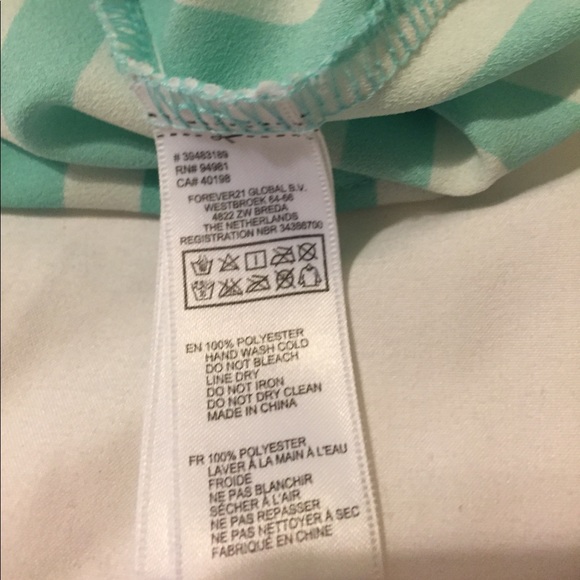 # 39483189
RN# 94981
CA# 40198
FOREVER21 GLOBAL B.V.
WESTBROEK 64-66
4822 ZW BREDA
THE NETHERLANDS
REGISTRATION NBR 34386700
EN 100% POLYESTER
HAND WASH COLD
DO NOT BLEACH
LINE DRY
DO NOT IRON
DO NOT DRY CLEAN
MADE IN CHINA
FR 100% POLYESTER
LAVER À LA MAIN À L'EAU
FROIDE
NE PAS BLANCHIR
SÉCHER À L'AIR
NE PAS REPASSER
NE PAS NETTOYER À SEC
FABRIQUÉ EN CHINE